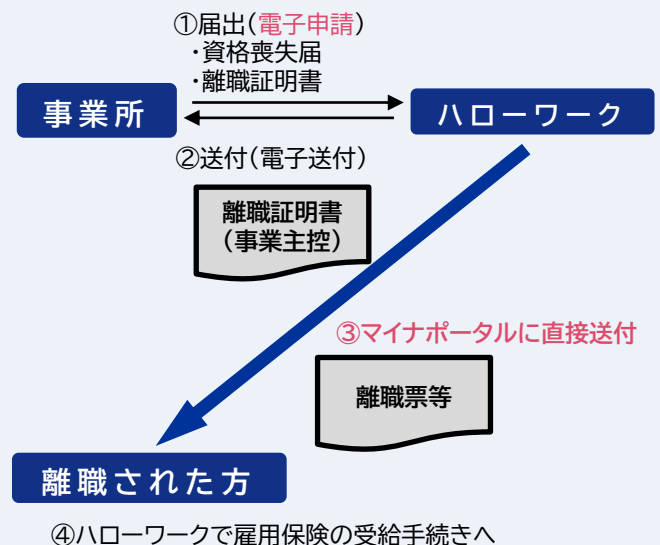 ①届出(電子申請)
・資格喪失届
・離職証明書
事業所
ハローワーク
②送付(電子送付)
離職証明書
(事業主控)
③マイナポータルに直接送付
離職票等
離職された方
④ハローワークで雇用保険の受給手続きへ